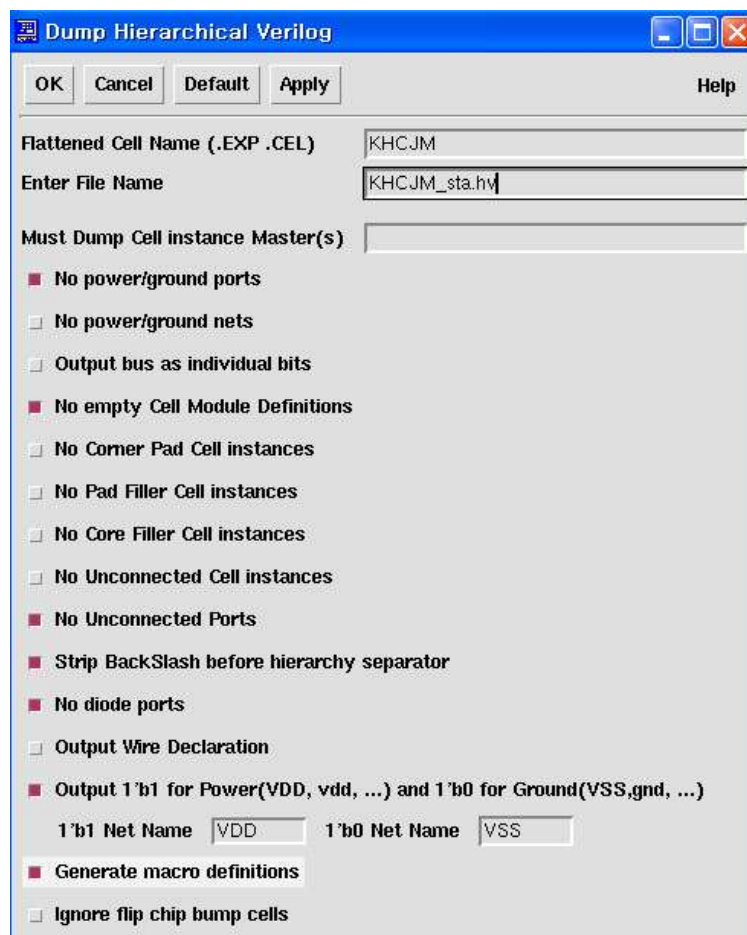 Dump Hierarchical Verilog
OK Cancel Default Apply Help
Flattened Cell Name (.EXP .CEL) KHCJM
Enter File Name KHCJM_sta.hv
Must Dump Cell instance Master(s)
No power/ground ports
No power/ground nets
Output bus as individual bits
No empty Cell Module Definitions
No Corner Pad Cell instances
No Pad Filler Cell instances
No Core Filler Cell instances
No Unconnected Cell instances
No Unconnected Ports
Strip BackSlash before hierarchy separator
No diode ports
Output Wire Declaration
Output 1'b1 for Power(VDD, vdd, ...) and 1'b0 for Ground(VSS,gnd, ...)
1'b1 Net Name VDD 1'b0 Net Name VSS
Generate macro definitions
Ignore flip chip bump cells